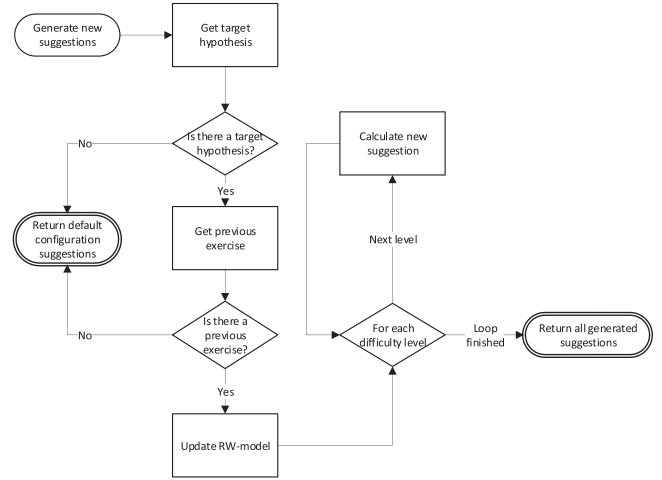 Generate new
suggestions
Get target
hypothesis
Is there a target
hypothesis?
No
Yes
Return default
configuration
suggestions
Get previous
exercise
Is there a
previous
exercise?
No
Yes
Update RW-model
Calculate new
suggestion
Next level
For each
difficulty level
Loop
finished
Return all generated
suggestions